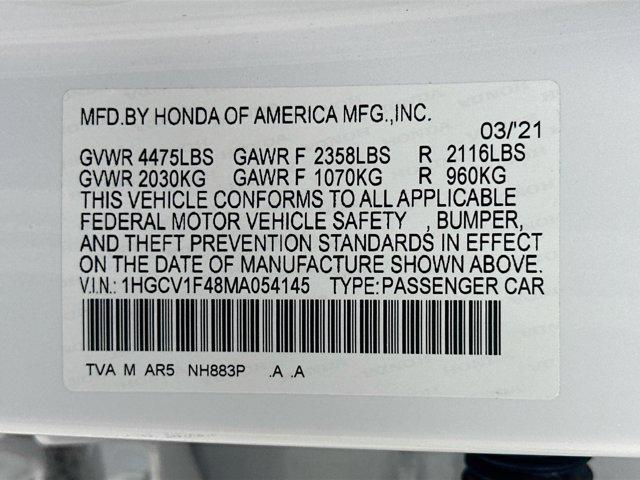 MFD.BY HONDA OF AMERICA MFG.,INC.
03/'21
GVWR 4475LBS GAWR F 2358LBS R 2116LBS
GVWR 2030KG GAWR F 1070KG R 960KG
THIS VEHICLE CONFORMS TO ALL APPLICABLE
FEDERAL MOTOR VEHICLE SAFETY , BUMPER,
AND THEFT PREVENTION STANDARDS IN EFFECT
ON THE DATE OF MANUFACTURE SHOWN ABOVE.
V.I.N.: 1HGCV1F48MA054145 TYPE:PASSENGER CAR
TVA M AR5 NH883P .A .A